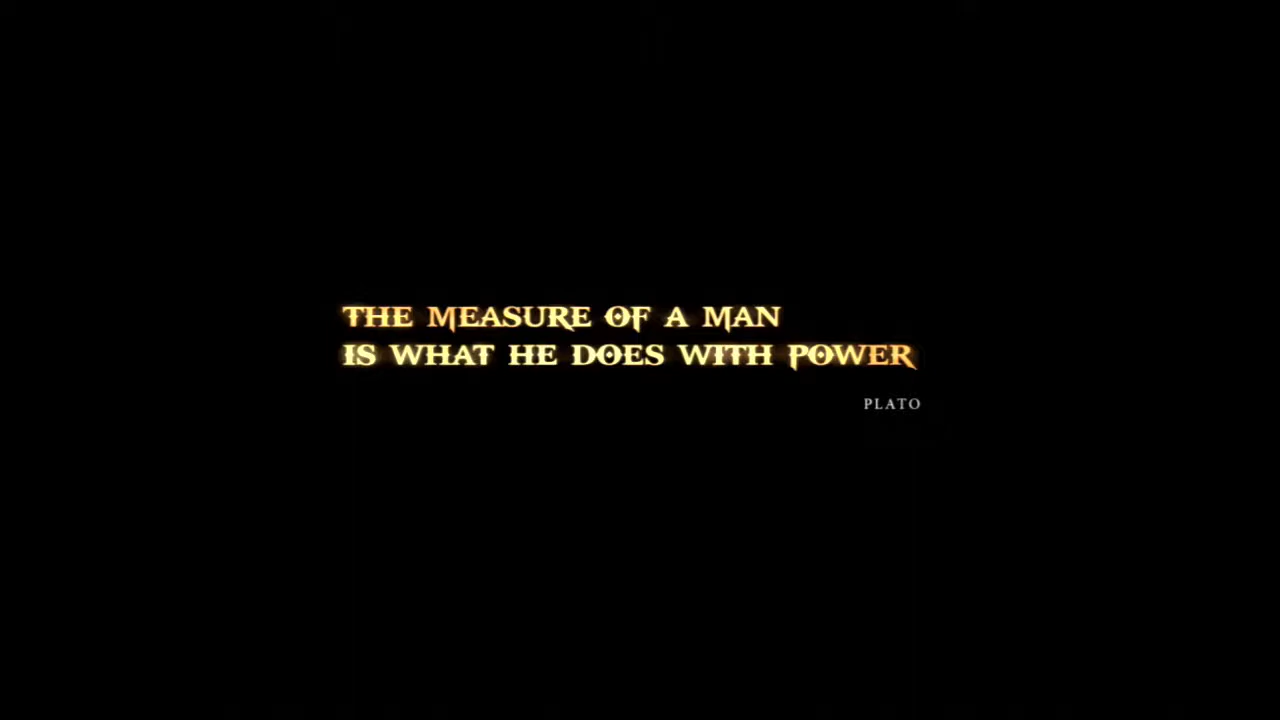 THE MEASURE OF A MAN
IS WHAT HE DOES WITH POWER
PLATO